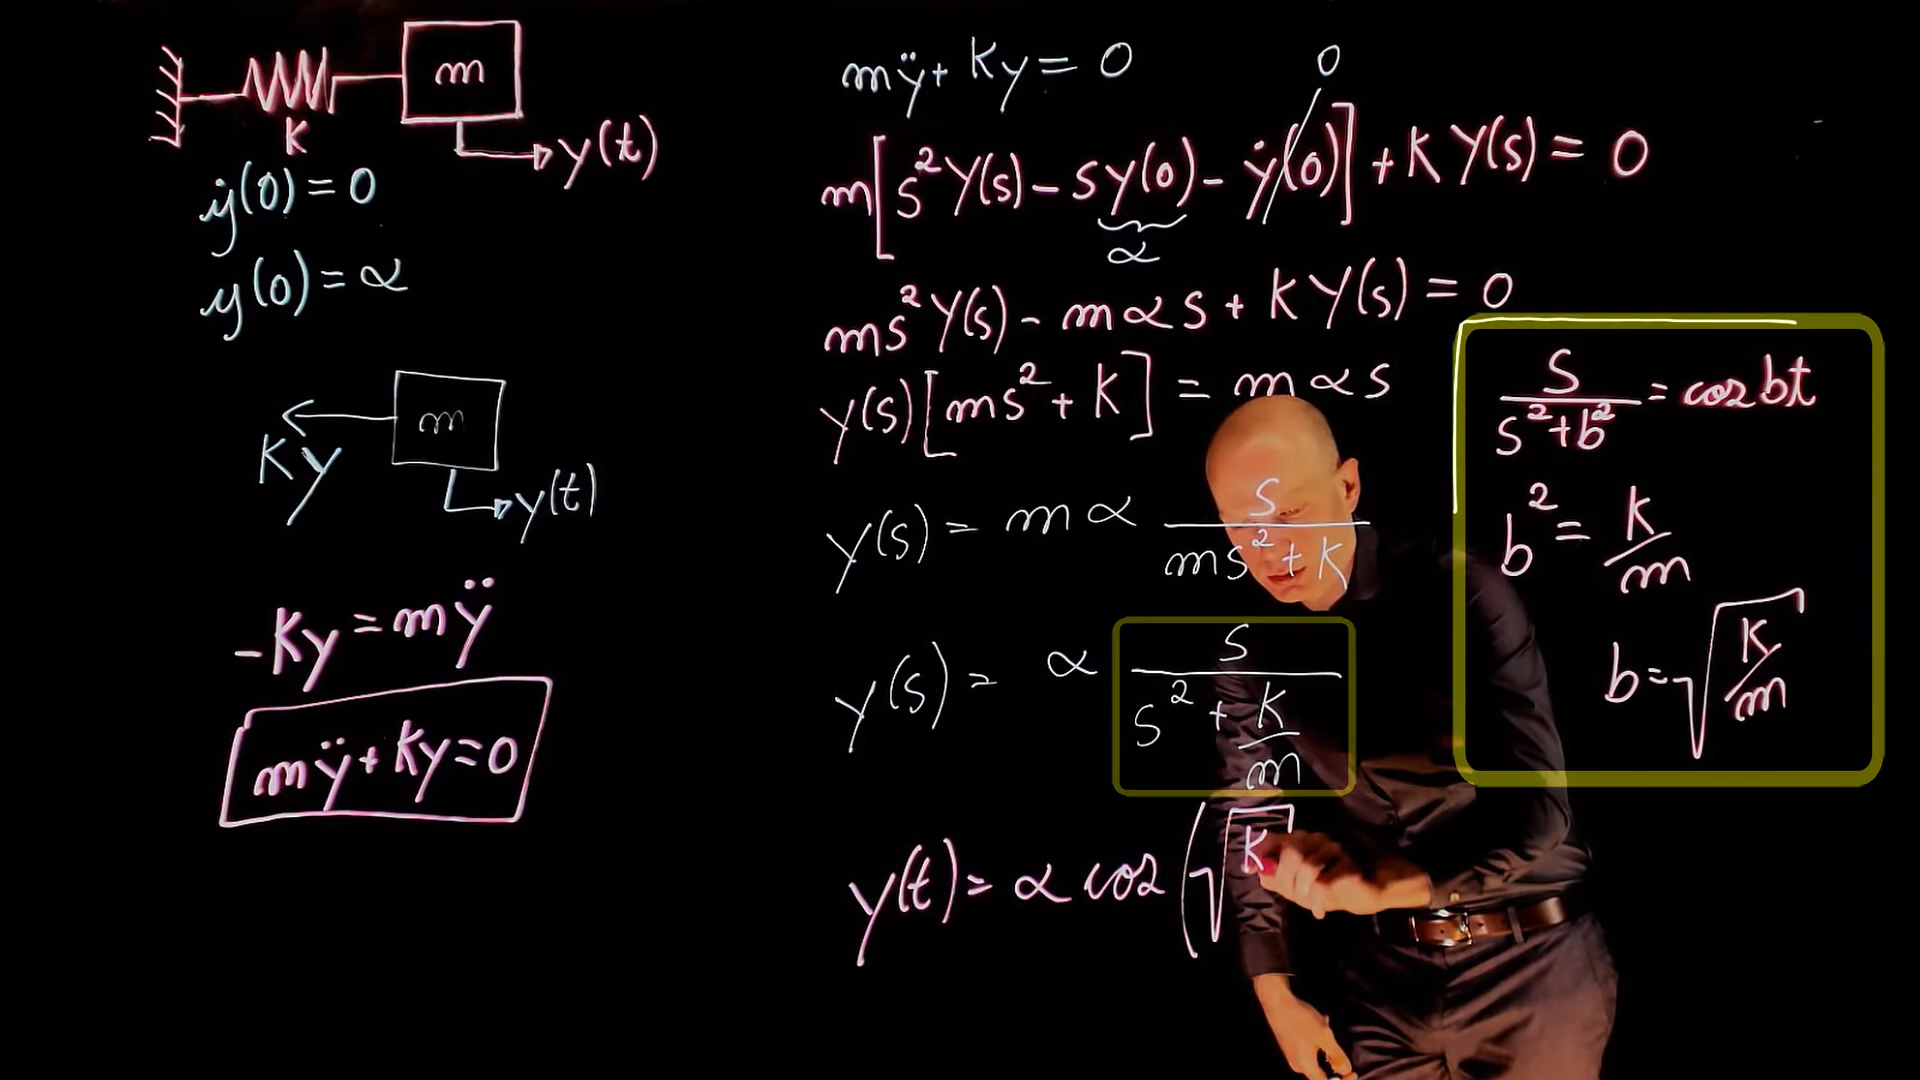 m
K
y(t)
ẏ(0) = 0
y(0) = α
m
Ky
y(t)
-Ky = mÿ
mÿ + Ky = 0
mÿ + Ky = 0
0
m[s²Y(s) - sy(0) - ẏ(0)] + KY(s) = 0
α
ms²Y(s) - mαs + KY(s) = 0
Y(s)[ms² + K] = mαs
Y(s) = mα s/(ms² + K)
Y(s) = α s/(s² + K/m)
y(t) = α cos(√K
s/(s² + b²) = cos bt
b² = K/m
b = √(K/m)